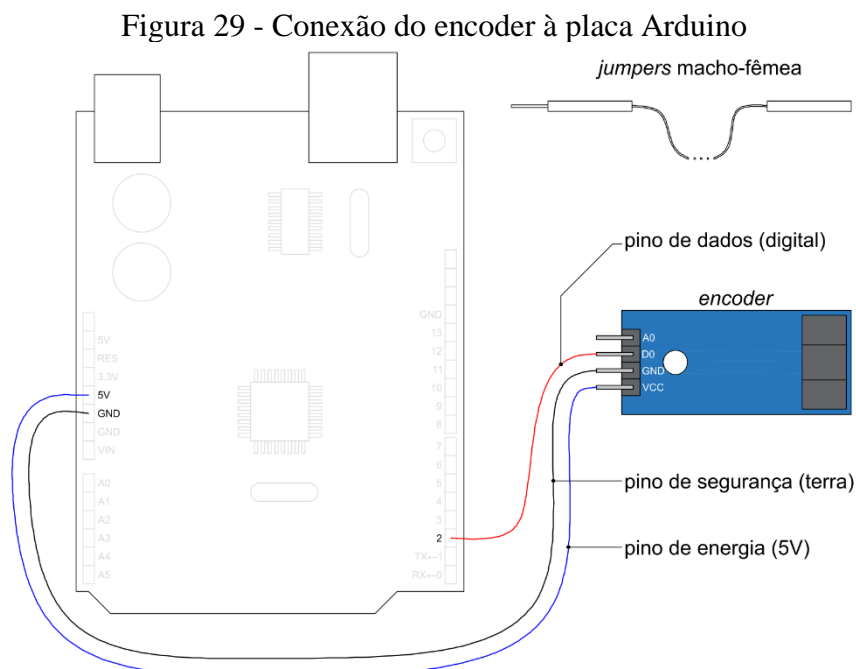 Figura 29 - Conexão do encoder à placa Arduino
jumpers macho-fêmea
pino de dados (digital)
encoder
A0
D0
GND
VCC
pino de segurança (terra)
pino de energia (5V)
5V
RES
3,3V
5V
GND
GND
VIN
A0
A1
A2
A3
A4
A5
GND
13
12
11
10
9
8
7
6
5
4
3
2
TX←1
RX←0